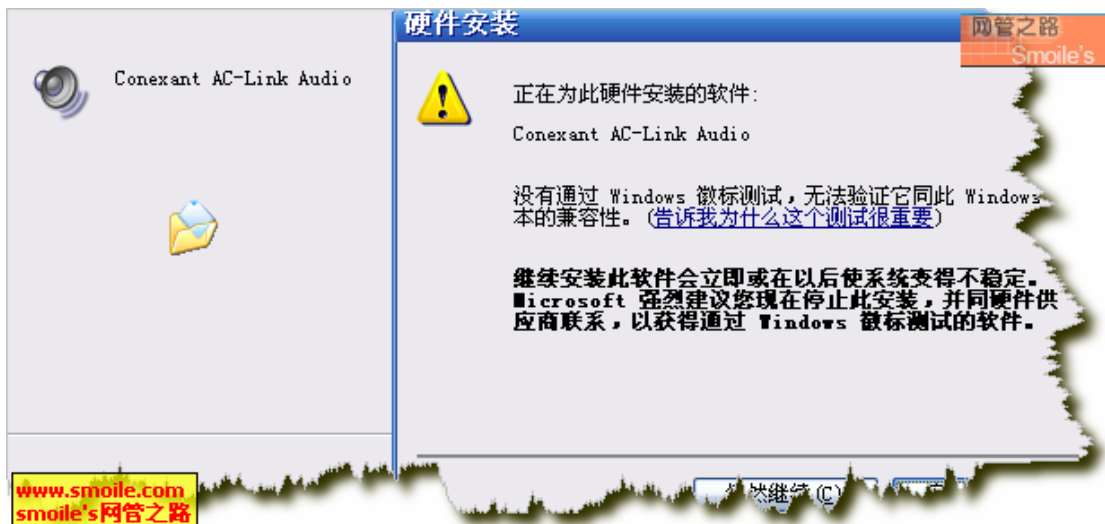 硬件安装
网管之路
Smoile's
Conexant AC-Link Audio
正在为此硬件安装的软件:
Conexant AC-Link Audio
没有通过 Windows 徽标测试，无法验证它同此 Windows
本的兼容性。(告诉我为什么这个测试很重要)
继续安装此软件会立即或在以后使系统变得不稳定。
Microsoft 强烈建议您现在停止此安装，并同硬件供
应商联系，以获得通过 Windows 徽标测试的软件。
然继续(C)
www.smoile.com
smoile's网管之路